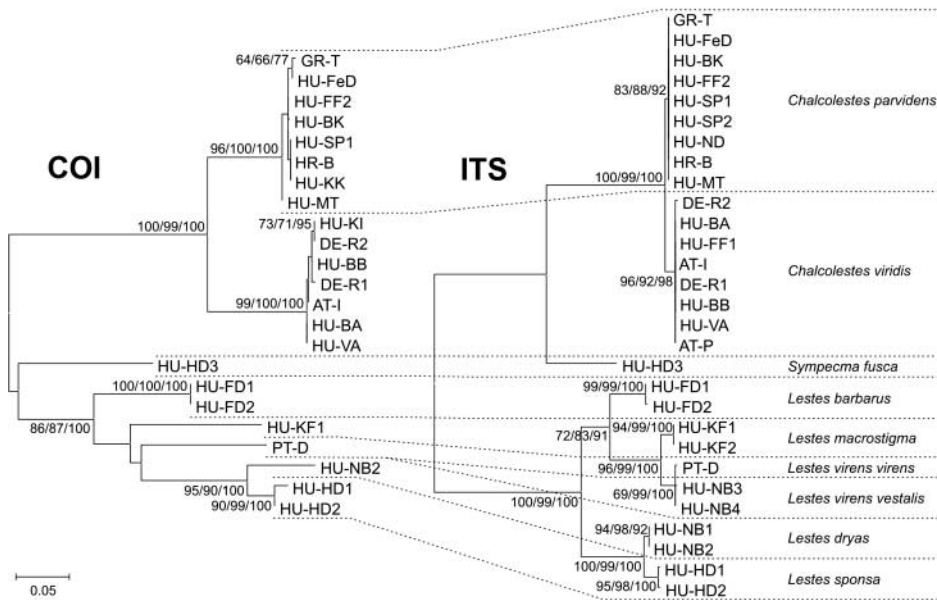 COI
64/66/77
GR-T
HU-FeD
HU-FF2
HU-BK
HU-SP1
HR-B
HU-KK
HU-MT
96/100/100
100/99/100
73/71/95
HU-KI
DE-R2
HU-BB
DE-R1
AT-I
HU-BA
HU-VA
99/100/100
HU-HD3
100/100/100
HU-FD1
HU-FD2
86/87/100
HU-KF1
PT-D
HU-NB2
95/90/100
HU-HD1
90/99/100
HU-HD2
0.05
ITS
GR-T
HU-FeD
HU-BK
HU-FF2
83/88/92
HU-SP1
HU-SP2
HU-ND
HR-B
HU-MT
100/99/100
DE-R2
HU-BA
HU-FF1
AT-I
DE-R1
96/92/98
HU-BB
HU-VA
AT-P
HU-HD3
99/99/100
HU-FD1
HU-FD2
72/83/91
94/99/100
HU-KF1
HU-KF2
96/99/100
PT-D
HU-NB3
69/99/100
HU-NB4
100/99/100
94/98/92
HU-NB1
HU-NB2
100/99/100
HU-HD1
95/98/100
HU-HD2
Chalcolestes parvidens
Chalcolestes viridis
Sympecma fusca
Lestes barbarus
Lestes macrostigma
Lestes virens virens
Lestes virens vestalis
Lestes dryas
Lestes sponsa